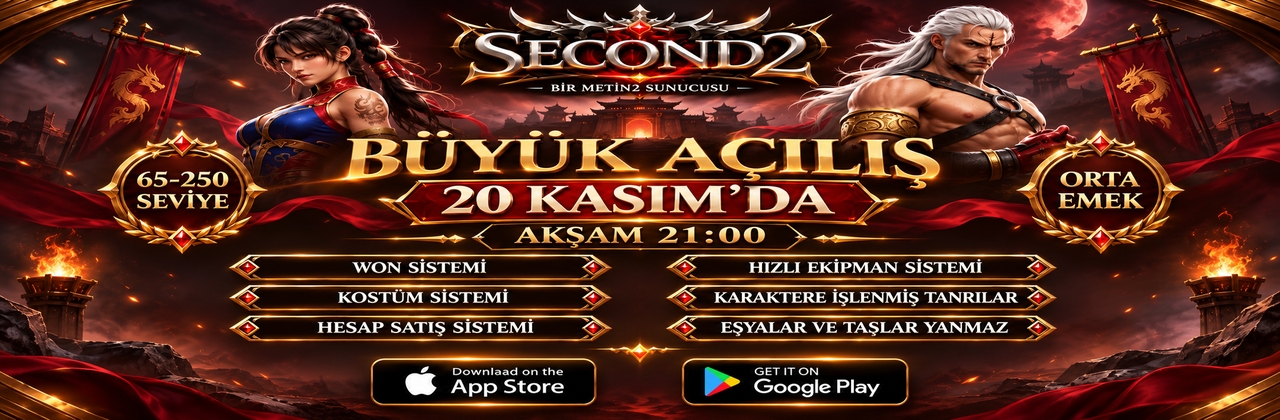 SECOND2
BİR METİN2 SUNUCUSU
BÜYÜK AÇILIŞ
20 KASIM'DA
AKŞAM 21:00
65-250
SEVİYE
ORTA
EMEK
WON SİSTEMİ
KOSTÜM SİSTEMİ
HESAP SATIŞ SİSTEMİ
HIZLI EKİPMAN SİSTEMİ
KARAKTERE İŞLENMİŞ TANRILAR
EŞYALAR VE TAŞLAR YANMAZ
Downlaad on the
App Store
GET IT ON
Google Play